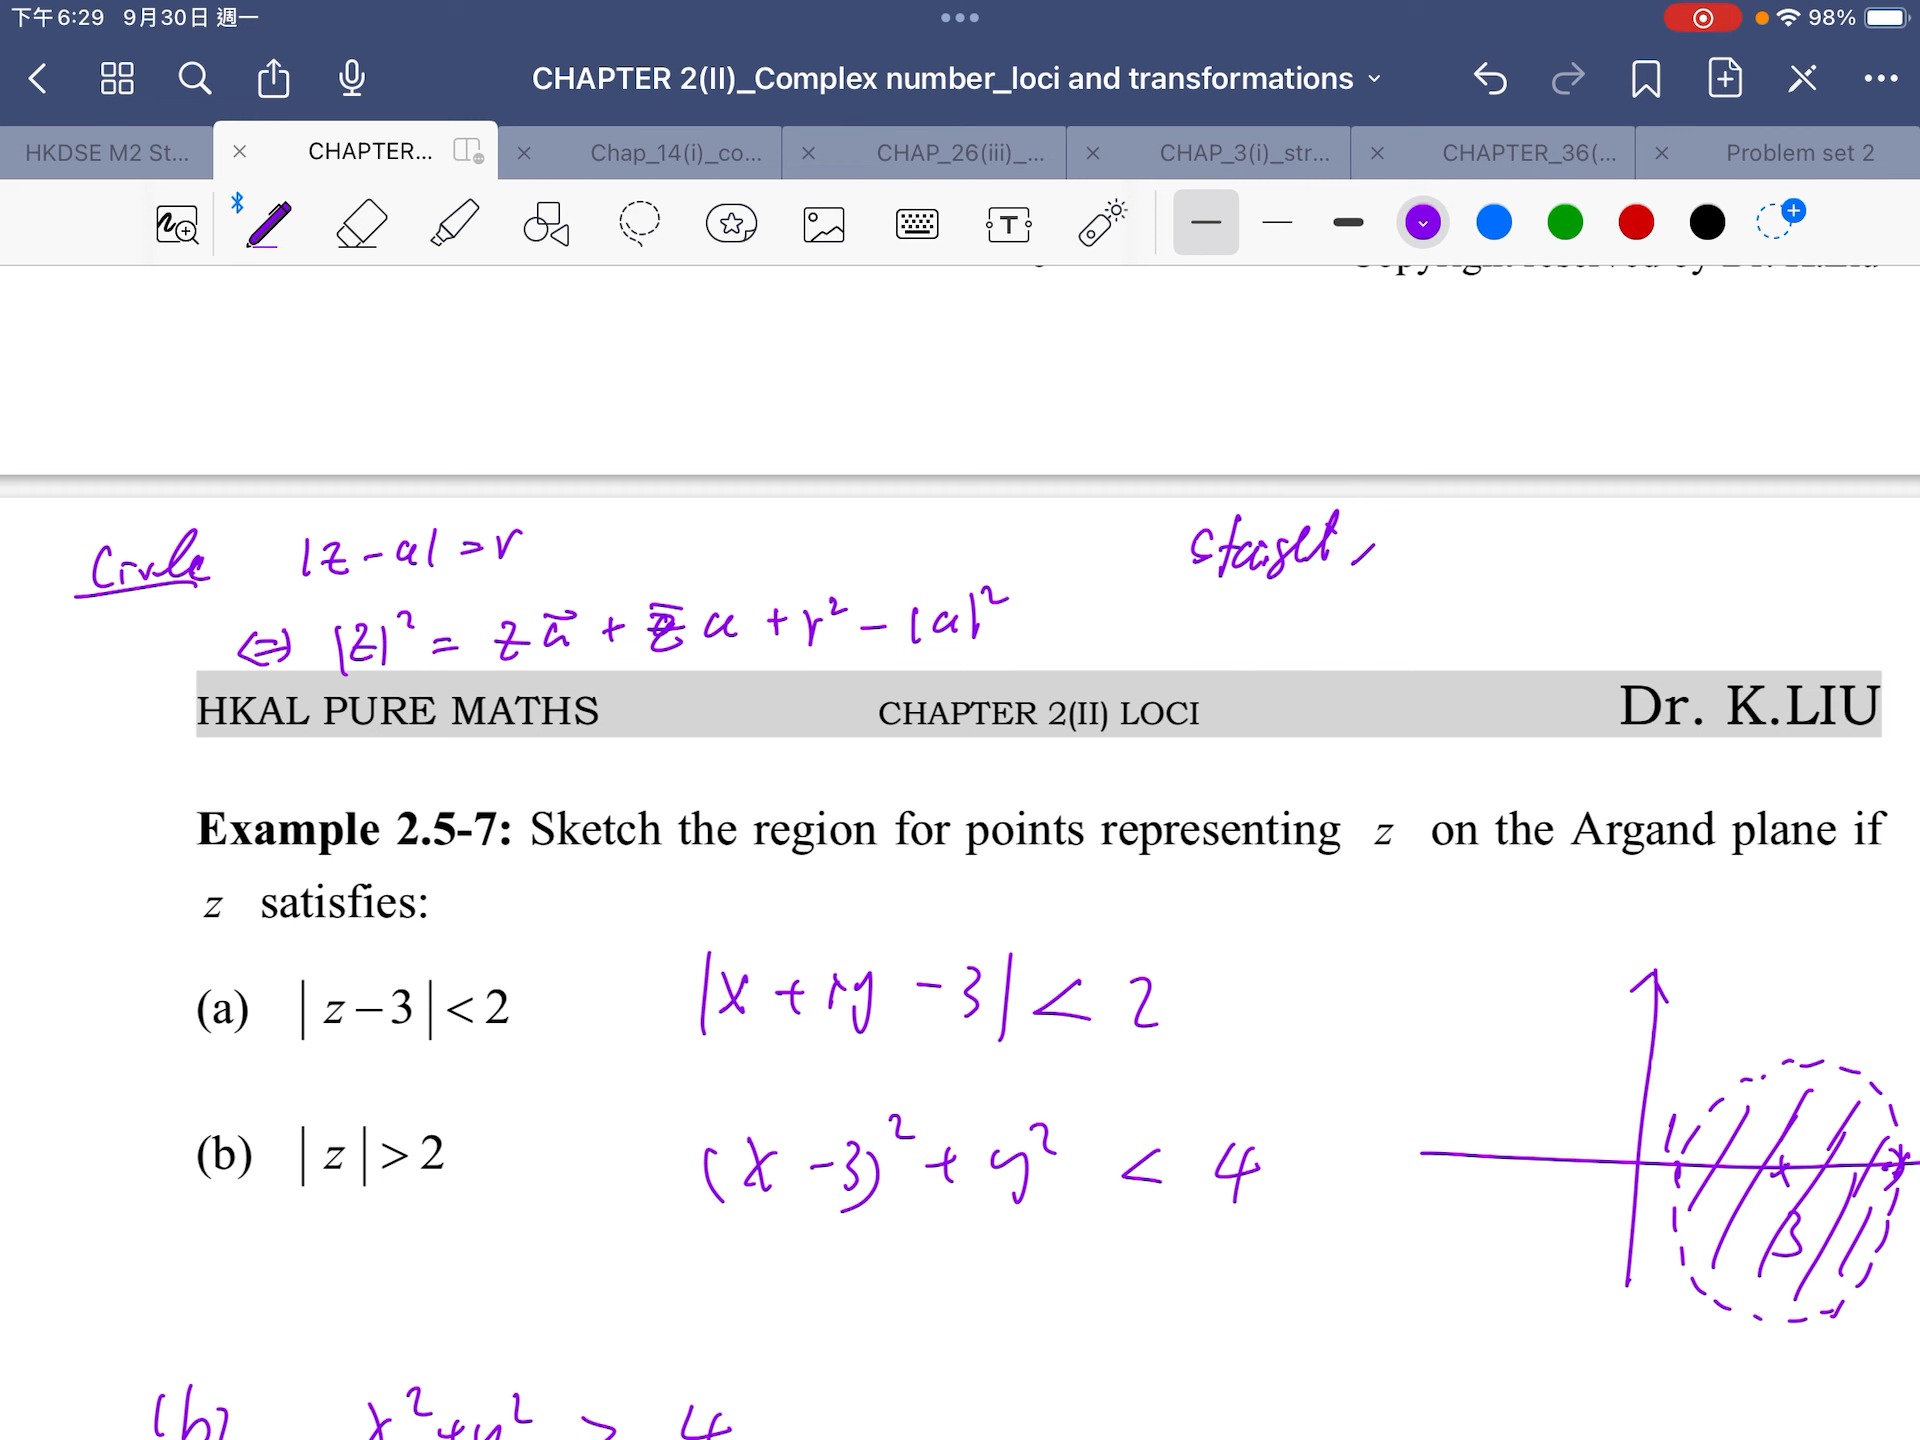 下午6:29 9月30日 週一
98%
CHAPTER 2(II)_Complex number_loci and transformations
HKDSE M2 St...
CHAPTER...
Chap_14(i)_co...
CHAP_26(iii)_...
CHAP_3(i)_str...
CHAPTER_36(...
Problem set 2
Circle |z-a|=r
⇔ |z|² = z ā + z̄ a + r² - |a|²
HKAL PURE MATHS CHAPTER 2(II) LOCI Dr. K.LIU
Example 2.5-7: Sketch the region for points representing z on the Argand plane if
z satisfies:
(a) |z-3|<2 |x+iy-3|<2
(b) |z|>2 (x-3)²+y² < 4
3
(b) x²+y² > 4